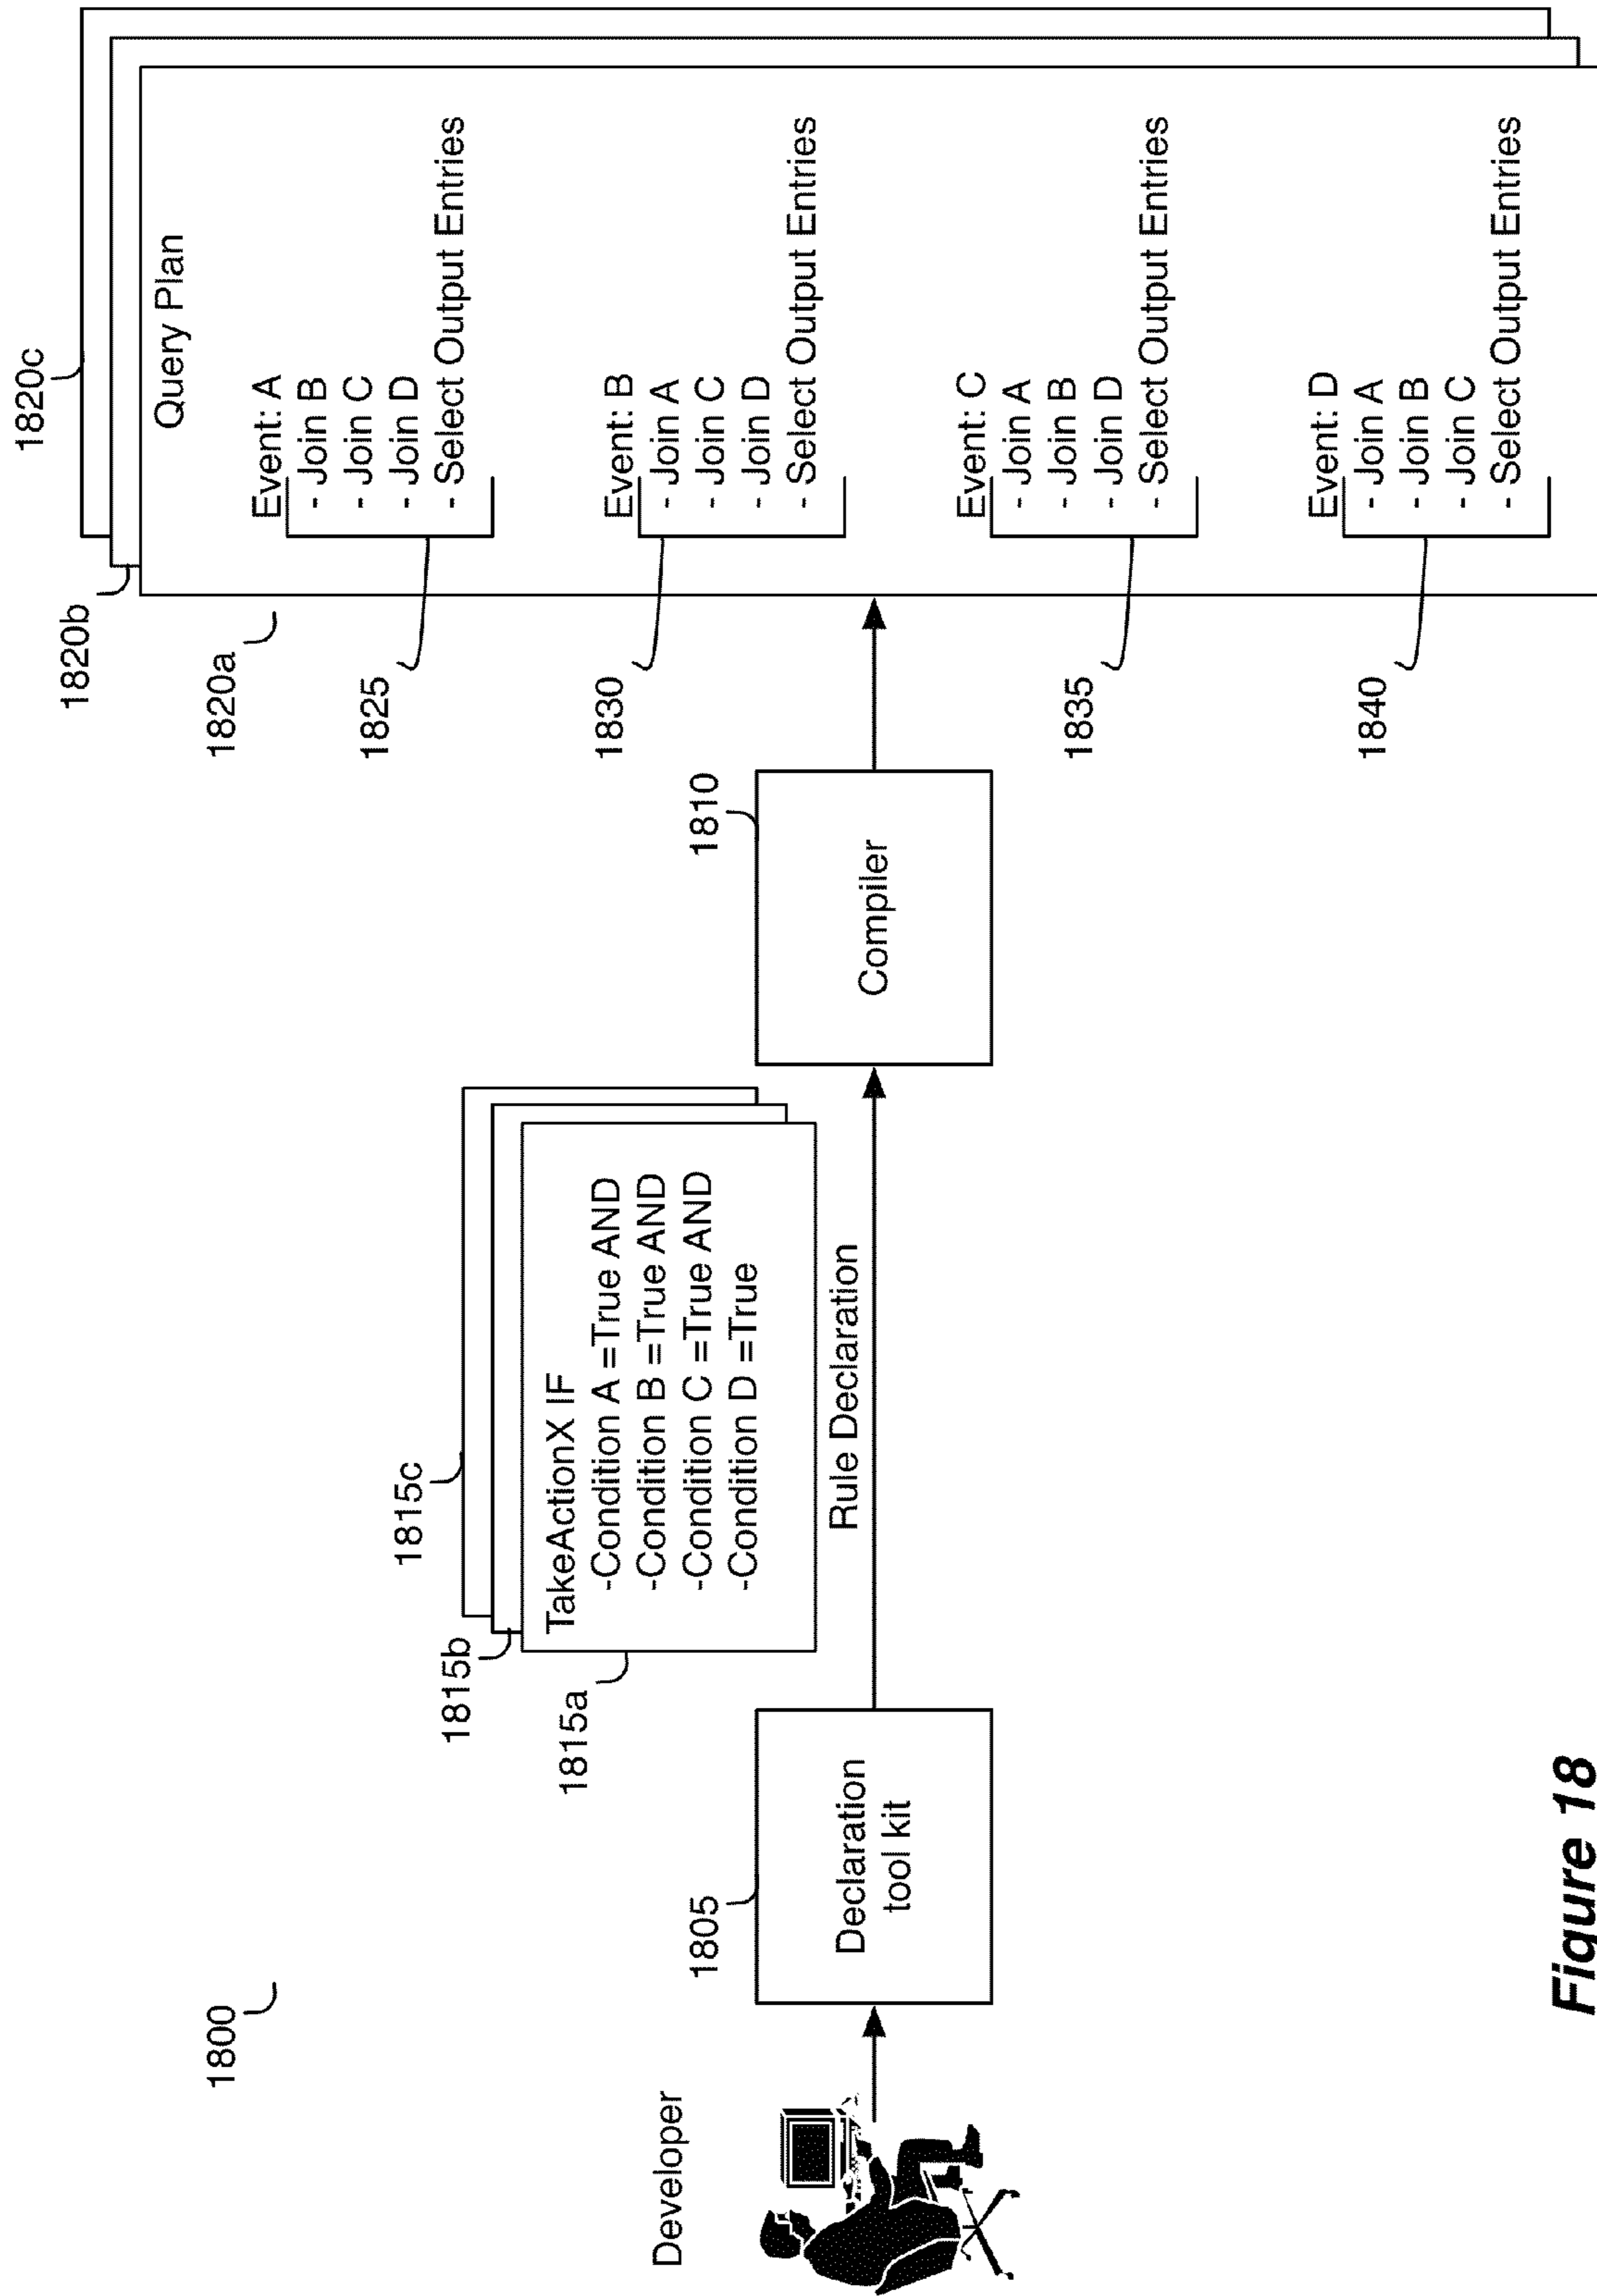 1800
Developer
1805
Declaration
tool kit
1815a
1815b
1815c
TakeActionX IF
-Condition A =True AND
-Condition B =True AND
-Condition C =True AND
-Condition D =True
Rule Declaration
1810
Compiler
1820a
1820b
1820c
Query Plan
1825
Event: A
- Join B
- Join C
- Join D
- Select Output Entries
1830
Event: B
- Join A
- Join C
- Join D
- Select Output Entries
1835
Event: C
- Join A
- Join B
- Join D
- Select Output Entries
1840
Event: D
- Join A
- Join B
- Join C
- Select Output Entries
Figure 18